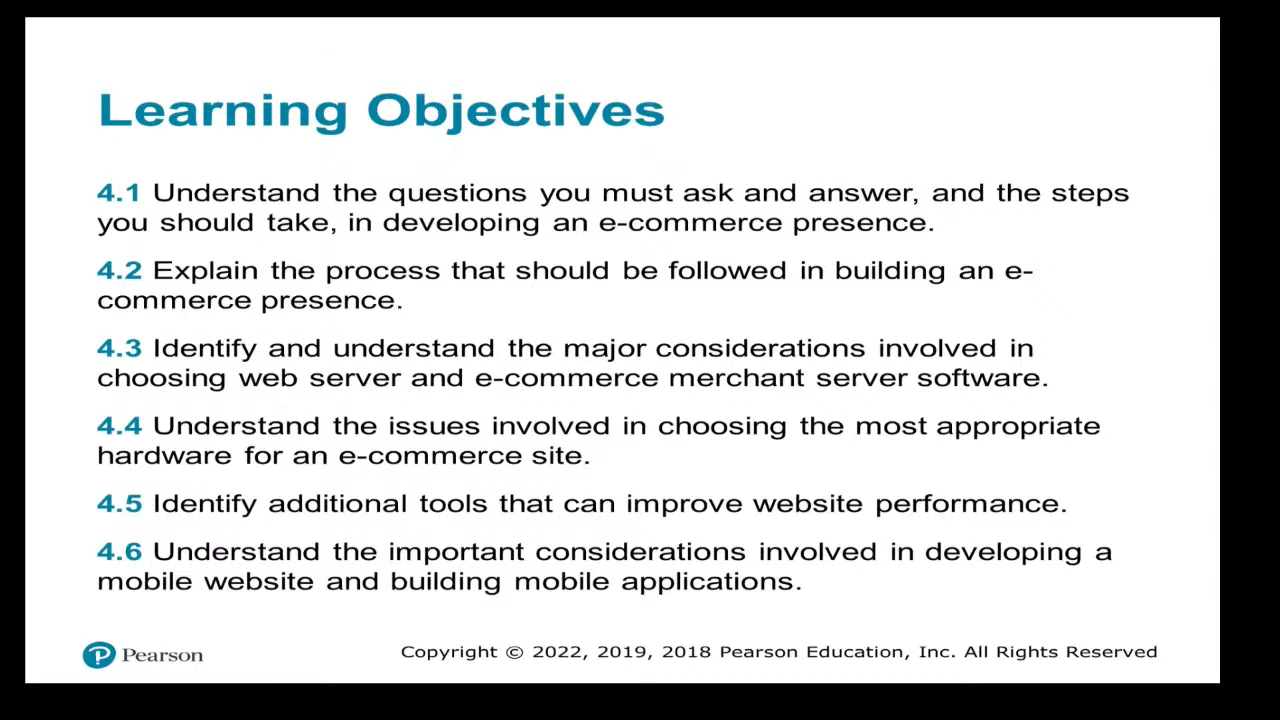 Learning Objectives
4.1 Understand the questions you must ask and answer, and the steps
you should take, in developing an e-commerce presence.
4.2 Explain the process that should be followed in building an e-
commerce presence.
4.3 Identify and understand the major considerations involved in
choosing web server and e-commerce merchant server software.
4.4 Understand the issues involved in choosing the most appropriate
hardware for an e-commerce site.
4.5 Identify additional tools that can improve website performance.
4.6 Understand the important considerations involved in developing a
mobile website and building mobile applications.
Pearson
Copyright © 2022, 2019, 2018 Pearson Education, Inc. All Rights Reserved